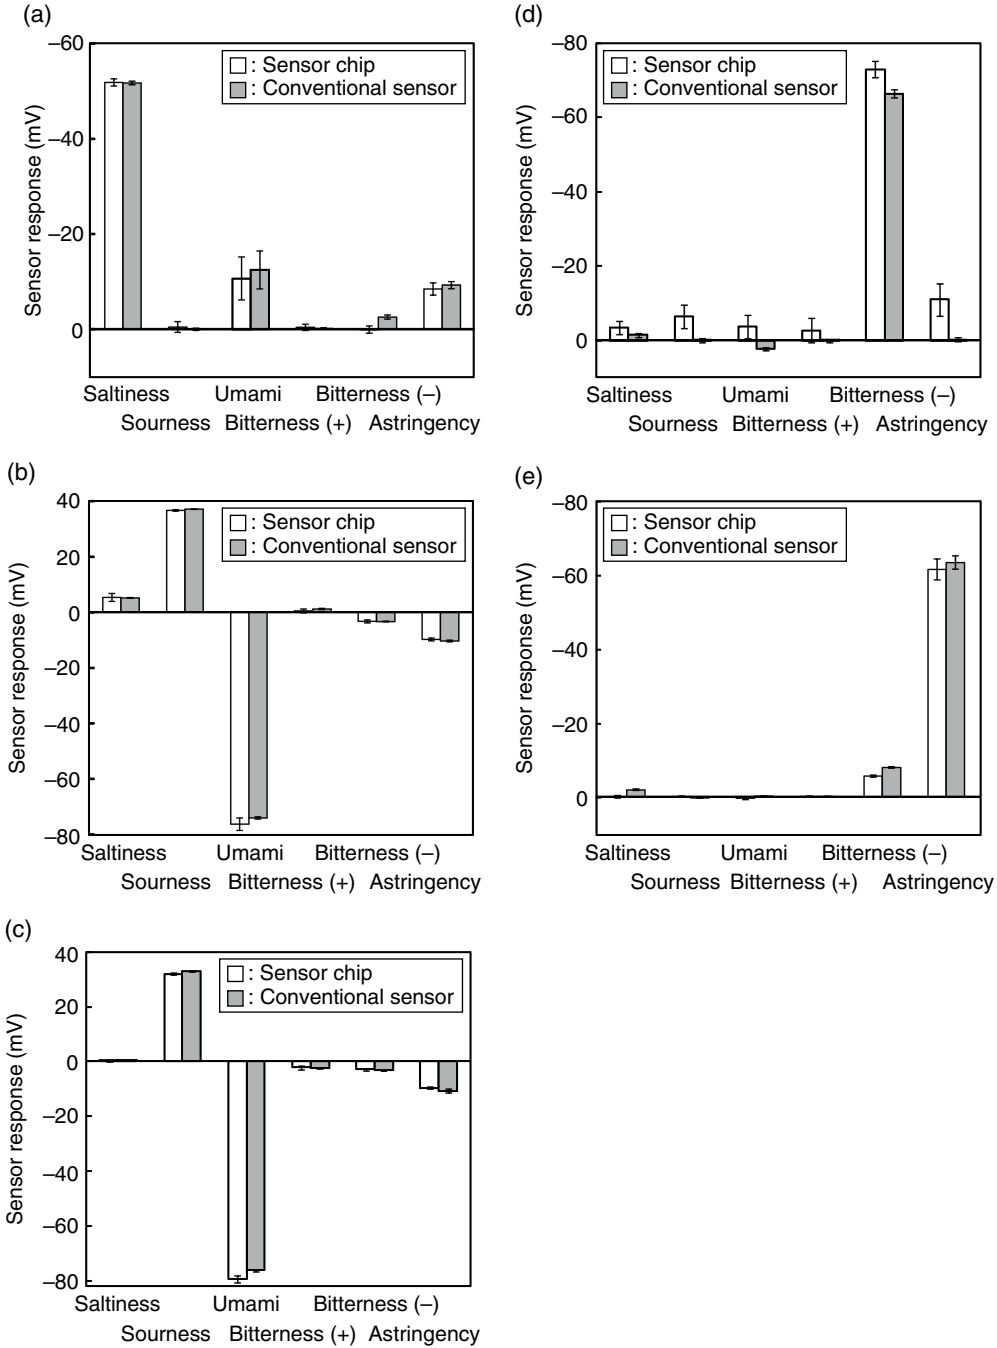 (a)
Sensor response (mV)
–60
–40
–20
0
: Sensor chip
: Conventional sensor
Saltiness
Umami
Bitterness (–)
Sourness
Bitterness (+)
Astringency
(b)
Sensor response (mV)
40
20
0
–20
–40
–60
–80
: Sensor chip
: Conventional sensor
Saltiness
Umami
Bitterness (–)
Sourness
Bitterness (+)
Astringency
(c)
Sensor response (mV)
40
20
0
–20
–40
–60
–80
: Sensor chip
: Conventional sensor
Saltiness
Umami
Bitterness (–)
Sourness
Bitterness (+)
Astringency
(d)
Sensor response (mV)
–80
–60
–40
–20
0
: Sensor chip
: Conventional sensor
Saltiness
Umami
Bitterness (–)
Sourness
Bitterness (+)
Astringency
(e)
Sensor response (mV)
–80
–60
–40
–20
0
: Sensor chip
: Conventional sensor
Saltiness
Umami
Bitterness (–)
Sourness
Bitterness (+)
Astringency